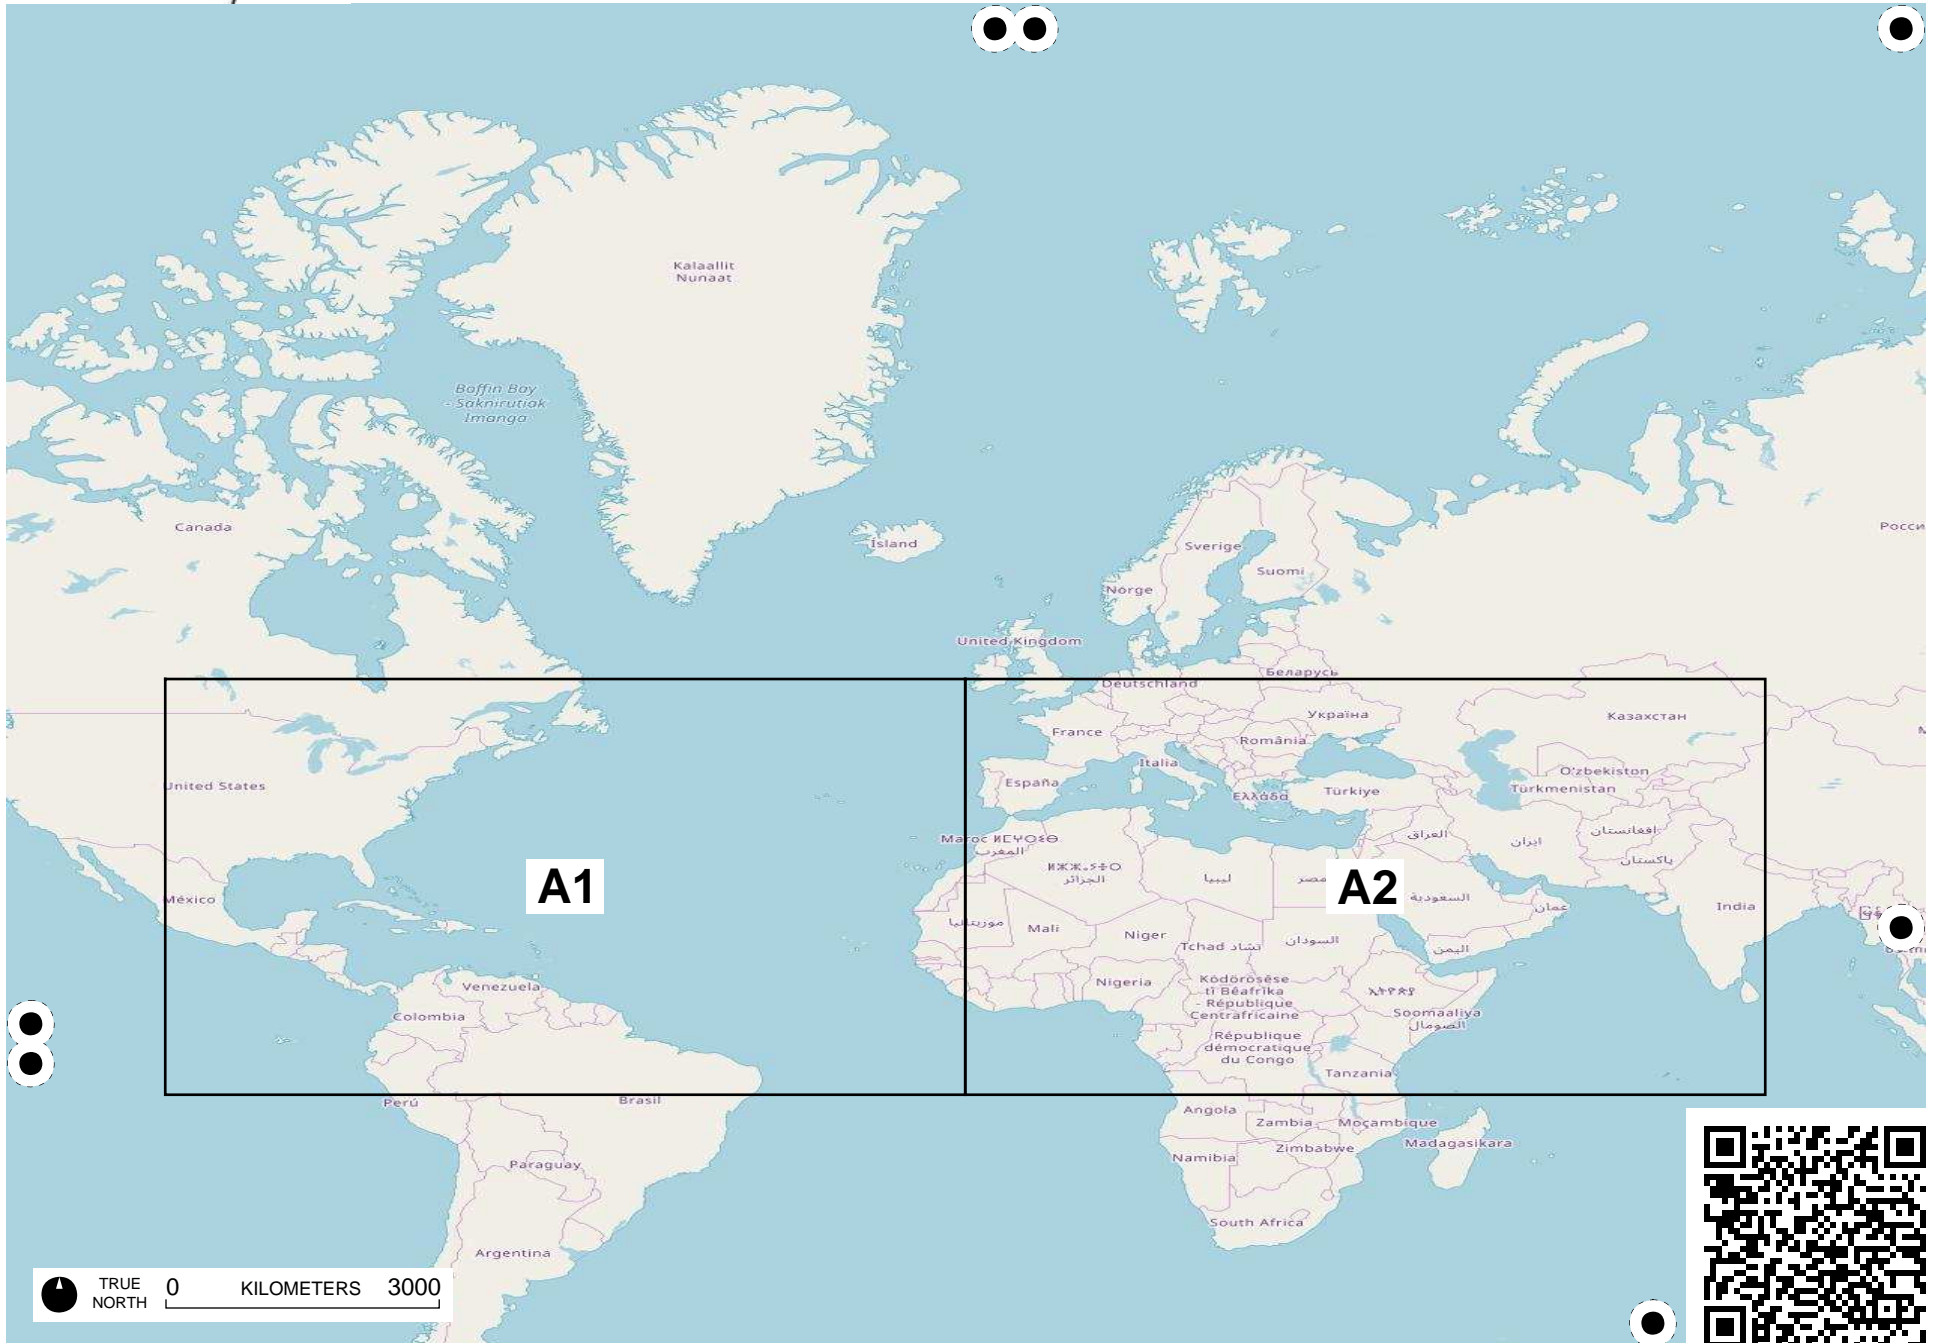 Kalaallit
Nunaat
Baffin Bay
- Saknirutiak
Imanga
Canada
Ísland
Sverige
Suomi
Norge
Росси
United Kingdom
Беларусь
Deutschland
Україна
Казахстан
France
România
Italia
O'zbekiston
España
Ελλάδα
Türkiye
Türkmenistan
United States
Maroc ⵍⵎⵖⵔⵉⴱ
المغرب
العراق
ایران
افغانستان
پاکستان
ⵍⵣⵣⴰⵢⴻⵔ
الجزائر
ليبيا
مصر
السعودية
عمان
India
A1
A2
México
موريتانيا
Mali
Niger
Tchad تشاد
السودان
اليمن
Venezuela
Nigeria
Ködörösêse
tî Bêafrîka
- République
Centrafricaine
Colombia
Soomaaliya
الصومال
République
démocratique
du Congo
Tanzania
Perú
Brasil
Angola
Zambia
Moçambique
Madagasikara
Zimbabwe
Namibia
Paraguay
South Africa
Argentina
TRUE
NORTH
0 KILOMETERS 3000